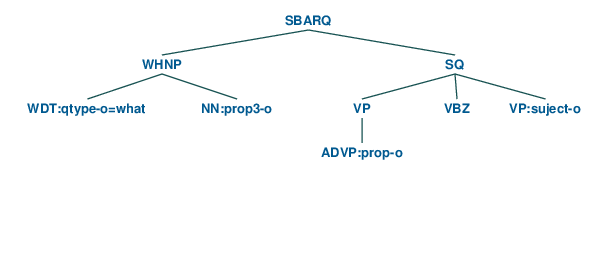 SBARQ
WHNP SQ
WDT:qtype-o=what NN:prop3-o VP VBZ VP:suject-o
ADVP:prop-o